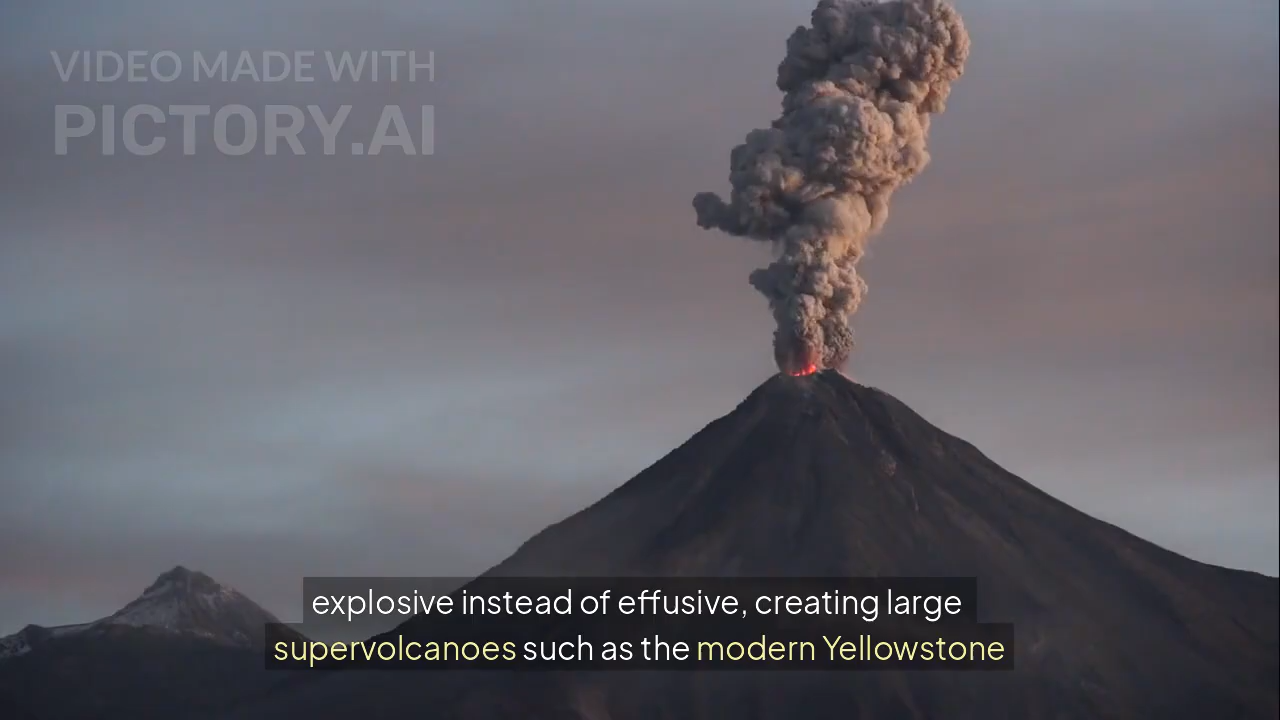 VIDEO MADE WITH
PICTORY.AI
explosive instead of effusive, creating large
supervolcanoes such as the modern Yellowstone